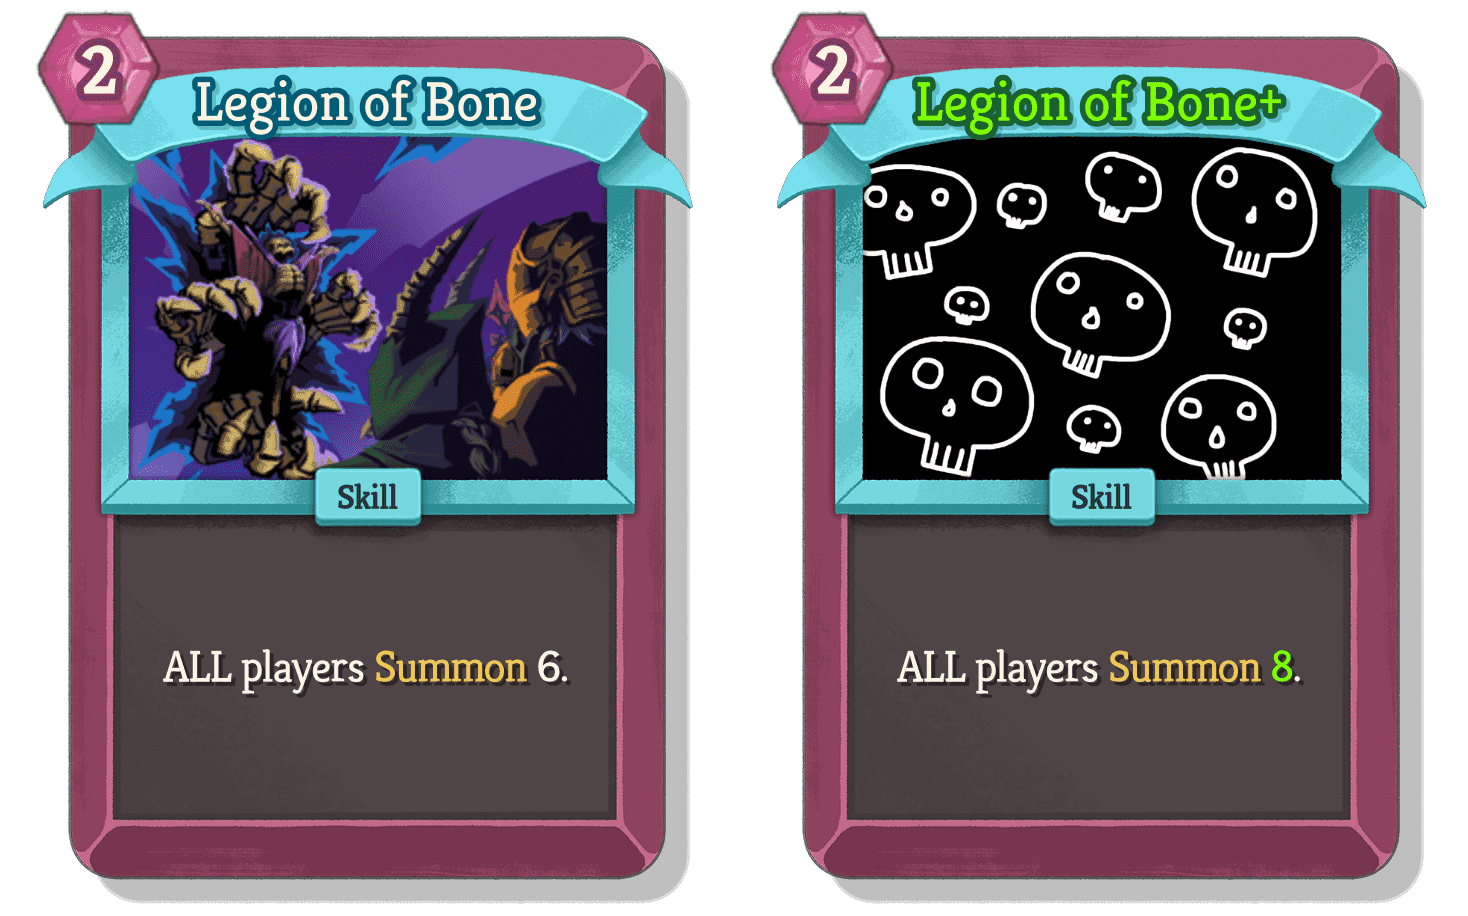 2
Legion of Bone
Skill
ALL players Summon 6.
2
Legion of Bone+
Skill
ALL players Summon 8.